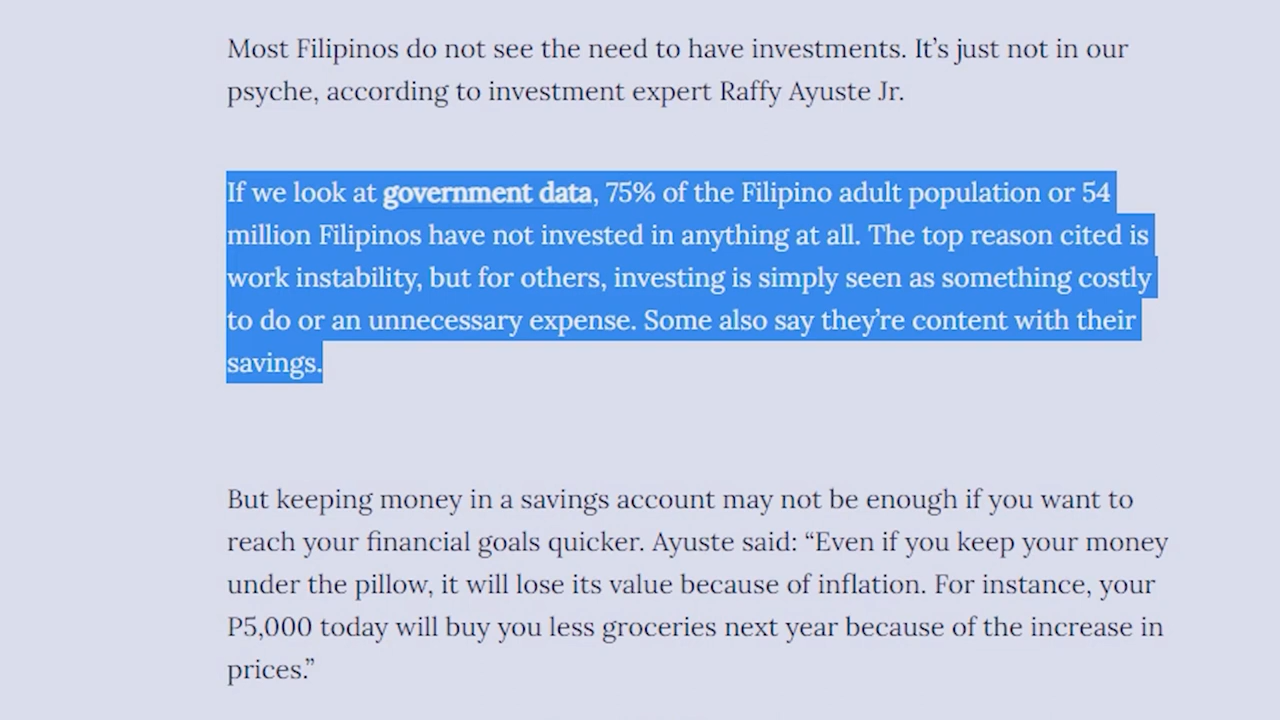 Most Filipinos do not see the need to have investments. It’s just not in our
psyche, according to investment expert Raffy Ayuste Jr.
If we look at government data, 75% of the Filipino adult population or 54
million Filipinos have not invested in anything at all. The top reason cited is
work instability, but for others, investing is simply seen as something costly
to do or an unnecessary expense. Some also say they’re content with their
savings.
But keeping money in a savings account may not be enough if you want to
reach your financial goals quicker. Ayuste said: “Even if you keep your money
under the pillow, it will lose its value because of inflation. For instance, your
P5,000 today will buy you less groceries next year because of the increase in
prices.”